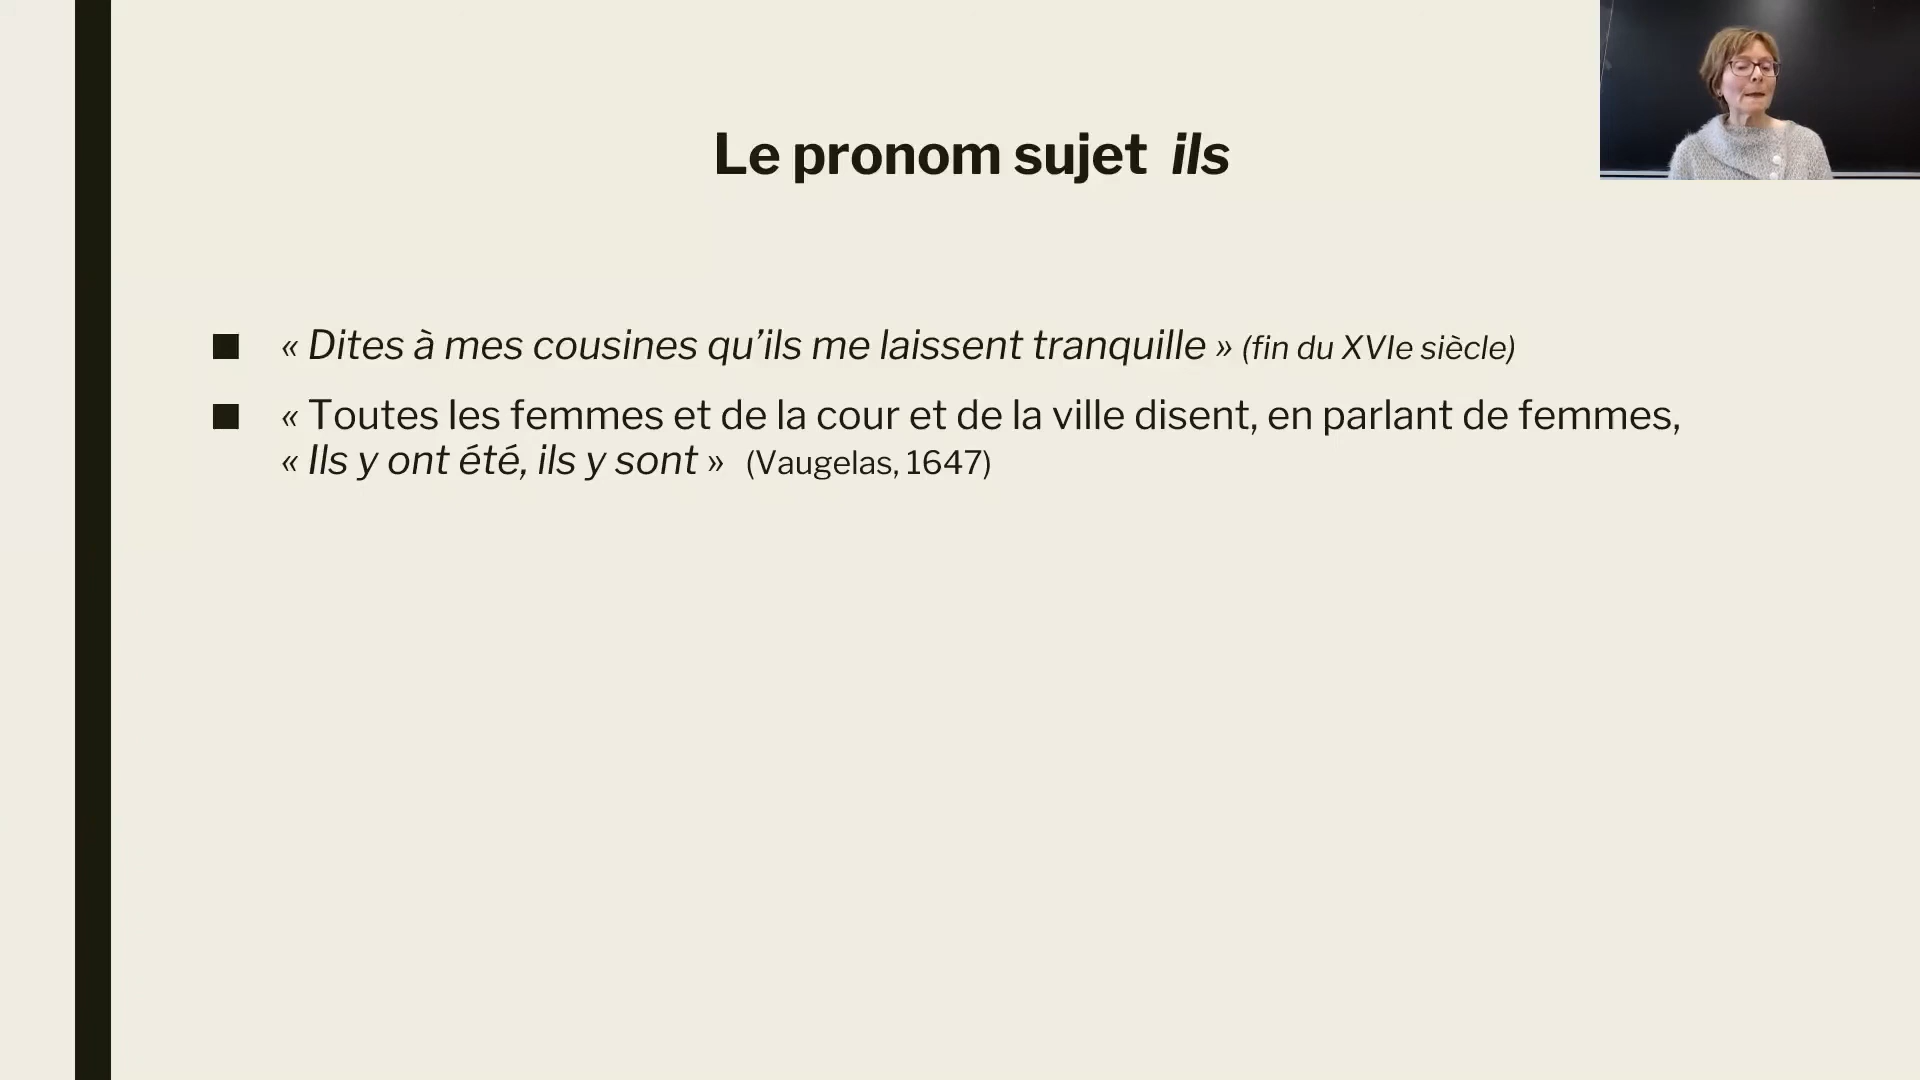 Le pronom sujet ils
■ « Dites à mes cousines qu’ils me laissent tranquille » (fin du XVIe siècle)
■ « Toutes les femmes et de la cour et de la ville disent, en parlant de femmes,
« Ils y ont été, ils y sont » (Vaugelas, 1647)